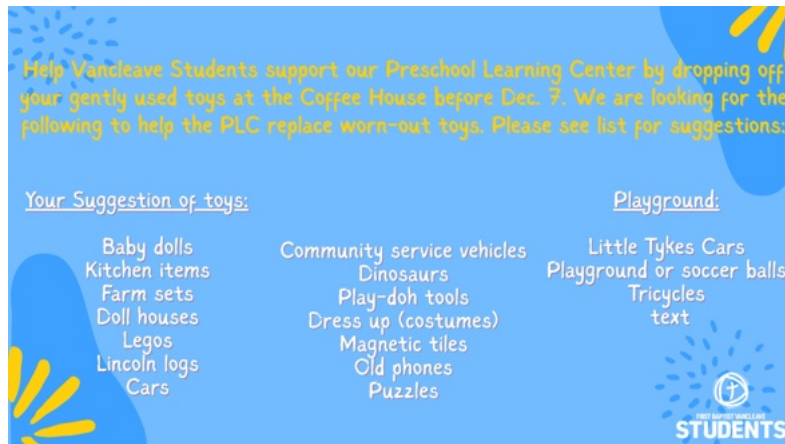 Help Vancleave Students support our Preschool Learning Center by dropping off
your gently used toys at the Coffee House before Dec. 7. We are looking for the
following to help the PLC replace worn-out toys. Please see list for suggestions:
Your Suggestion of toys:
Baby dolls
Kitchen items
Farm sets
Doll houses
Legos
Lincoln logs
Cars
Community service vehicles
Dinosaurs
Play-doh tools
Dress up (costumes)
Magnetic tiles
Old phones
Puzzles
Playground:
Little Tykes Cars
Playground or soccer balls
Tricycles
text
FIRST BAPTIST VANCLEAVE
STUDENTS